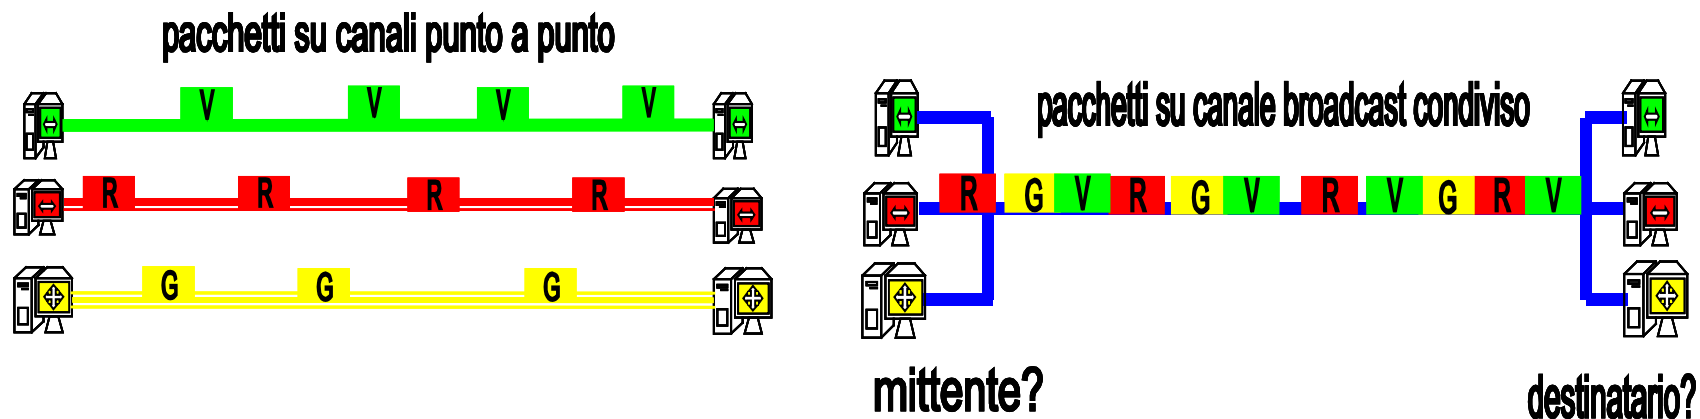 pacchetti su canali punto a punto
V V V V
R R R R
G G G
pacchetti su canale broadcast condiviso
R G V R G V R V G R V
mittente?
destinatario?